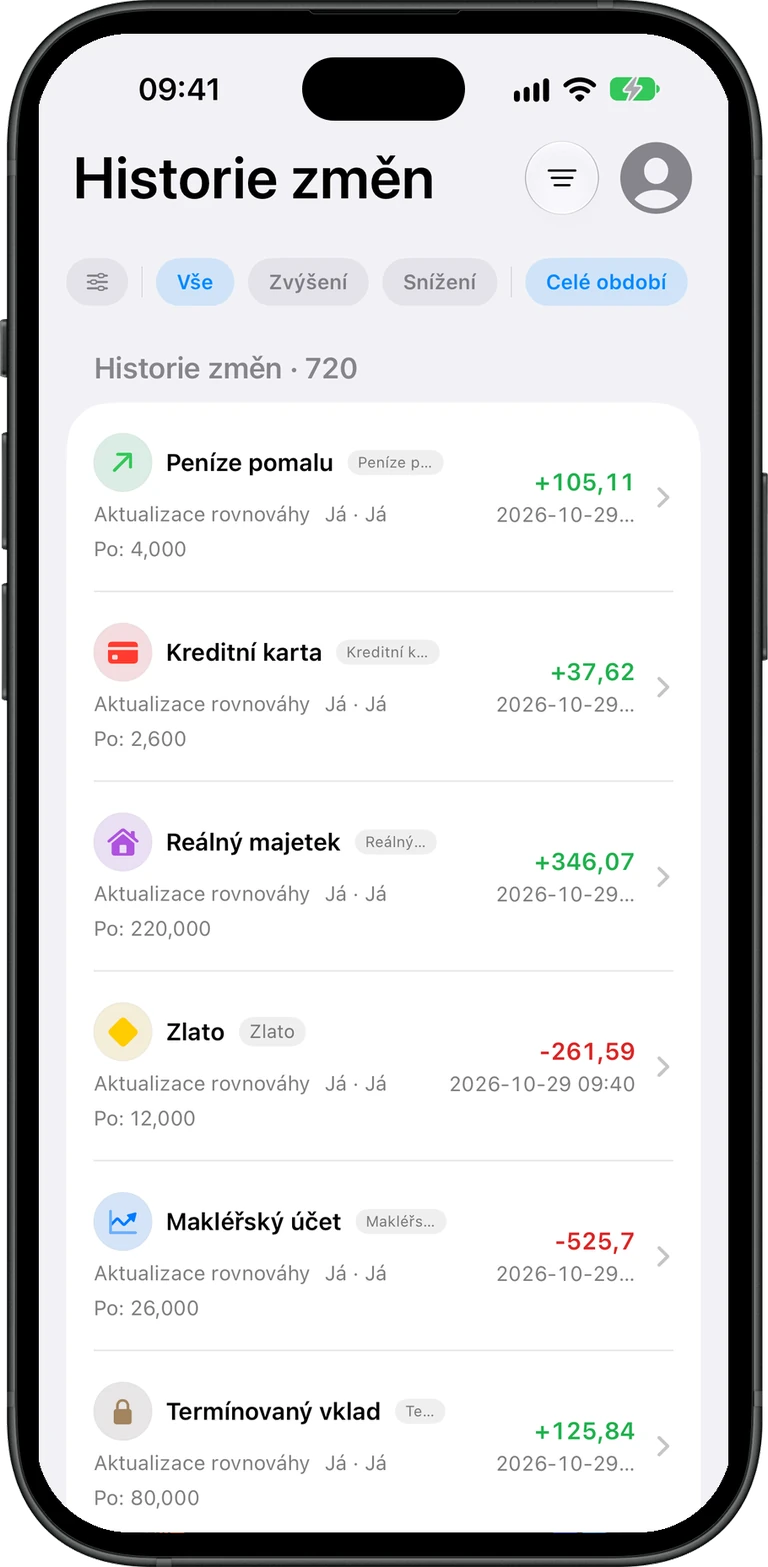 09:41
Historie změn
Vše Zvýšení Snížení Celé období
Historie změn · 720
Peníze pomalu Peníze p...
+105,11
Aktualizace rovnováhy Já · Já 2026-10-29...
Po: 4,000
Kreditní karta Kreditní k...
+37,62
Aktualizace rovnováhy Já · Já 2026-10-29...
Po: 2,600
Reálný majetek Reálný...
+346,07
Aktualizace rovnováhy Já · Já 2026-10-29...
Po: 220,000
Zlato Zlato
-261,59
Aktualizace rovnováhy Já · Já 2026-10-29 09:40
Po: 12,000
Makléřský účet Makléřs...
-525,7
Aktualizace rovnováhy Já · Já 2026-10-29...
Po: 26,000
Termínovaný vklad Te...
+125,84
Aktualizace rovnováhy Já · Já 2026-10-29...
Po: 80,000